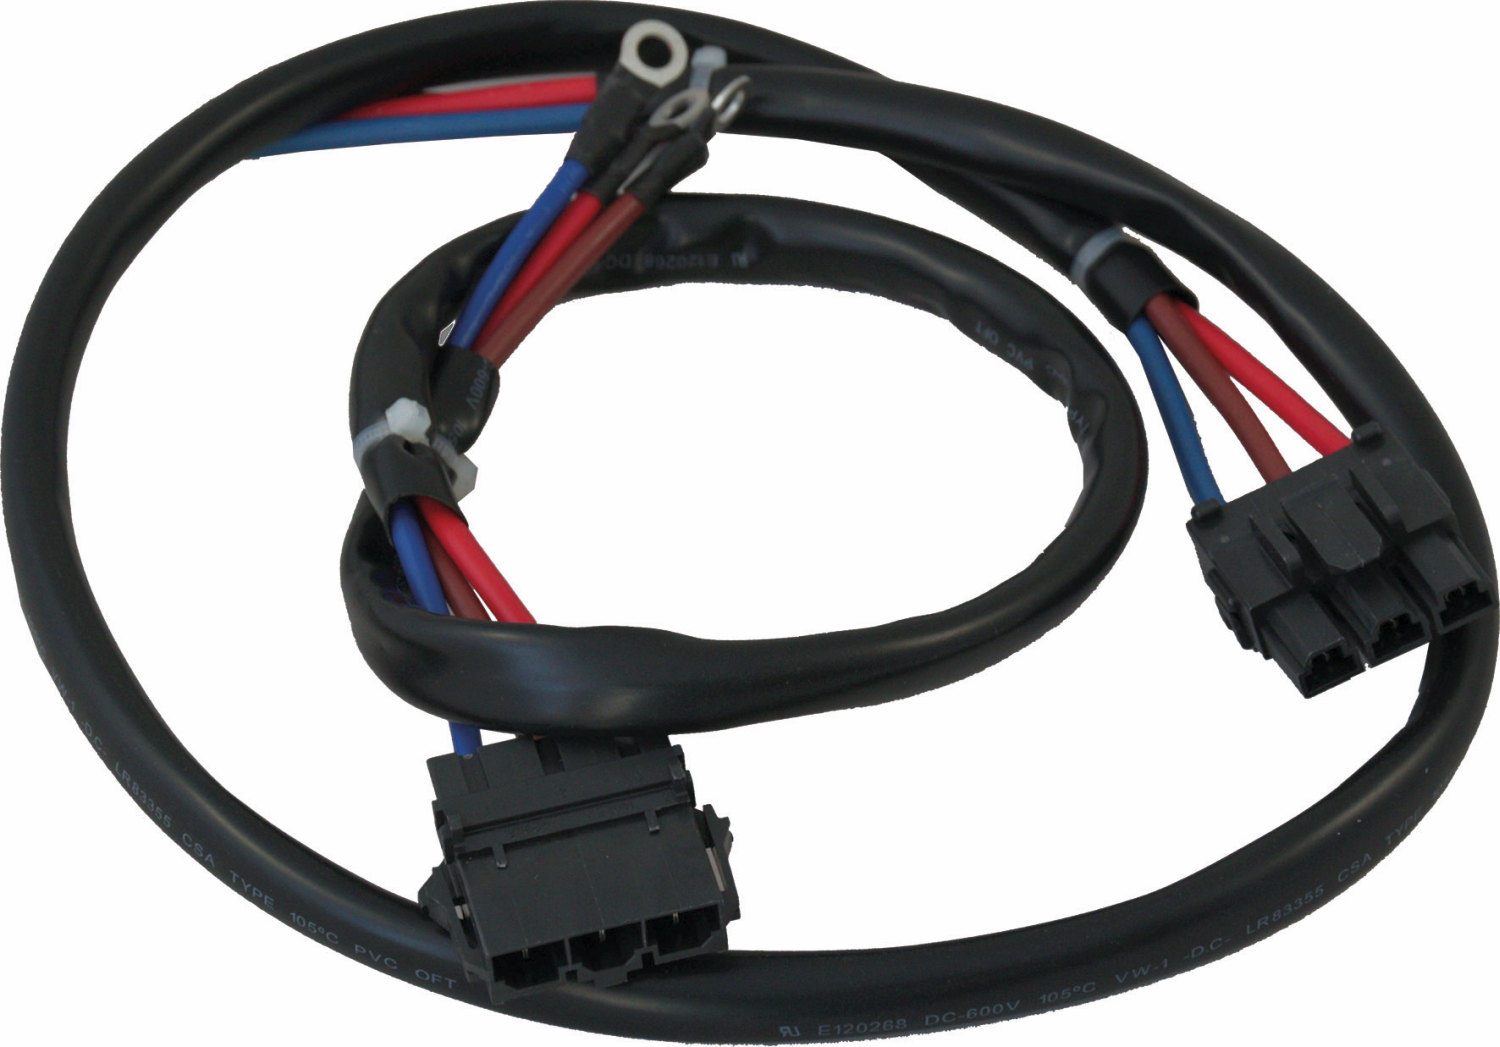 E120268 DC-
600V
PVC OFT
VW-1 -D.C- LR83355 CSA TYPE 105°C PVC OFT
E120268 DC-600V 105°C VW-1 -D.C- LR83355 CSA TYPE